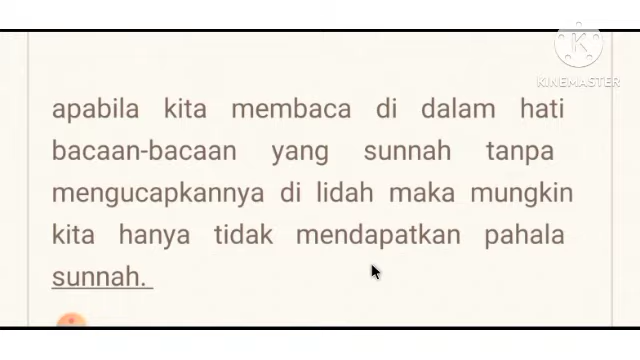 KINEMASTER
apabila kita membaca di dalam hati
bacaan-bacaan yang sunnah tanpa
mengucapkannya di lidah maka mungkin
kita hanya tidak mendapatkan pahala
sunnah.